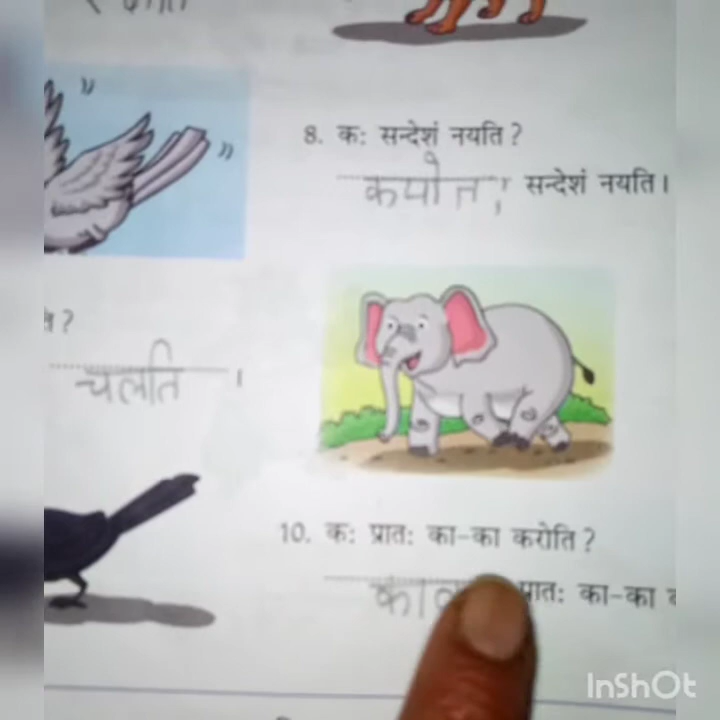 8. कः सन्देशं नयति ?
कपोतः सन्देशं नयति ।
?
चलति ।
10. कः प्रातः का-का करोति ?
प्रातः का-का
InShOt